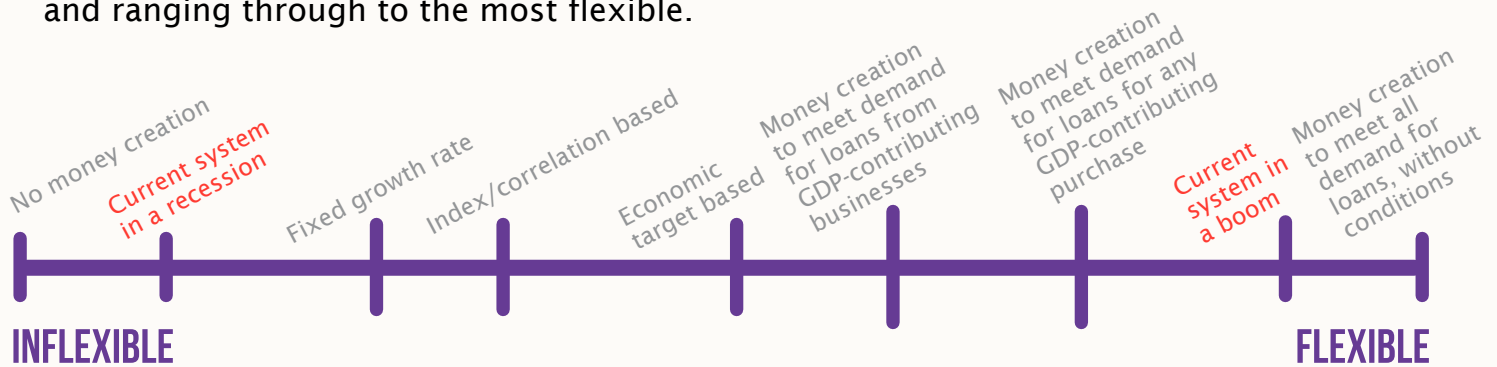 and ranging through to the most flexible.
No money creation
Current system
in a recession
Fixed growth rate
Index/correlation based
Economic
target based
Money creation
to meet demand
for loans from
GDP-contributing
businesses
Money creation
to meet demand
for loans for any
GDP-contributing
purchase
Current
system in
a boom
Money creation
to meet all
demand for
loans, without
conditions
INFLEXIBLE
FLEXIBLE